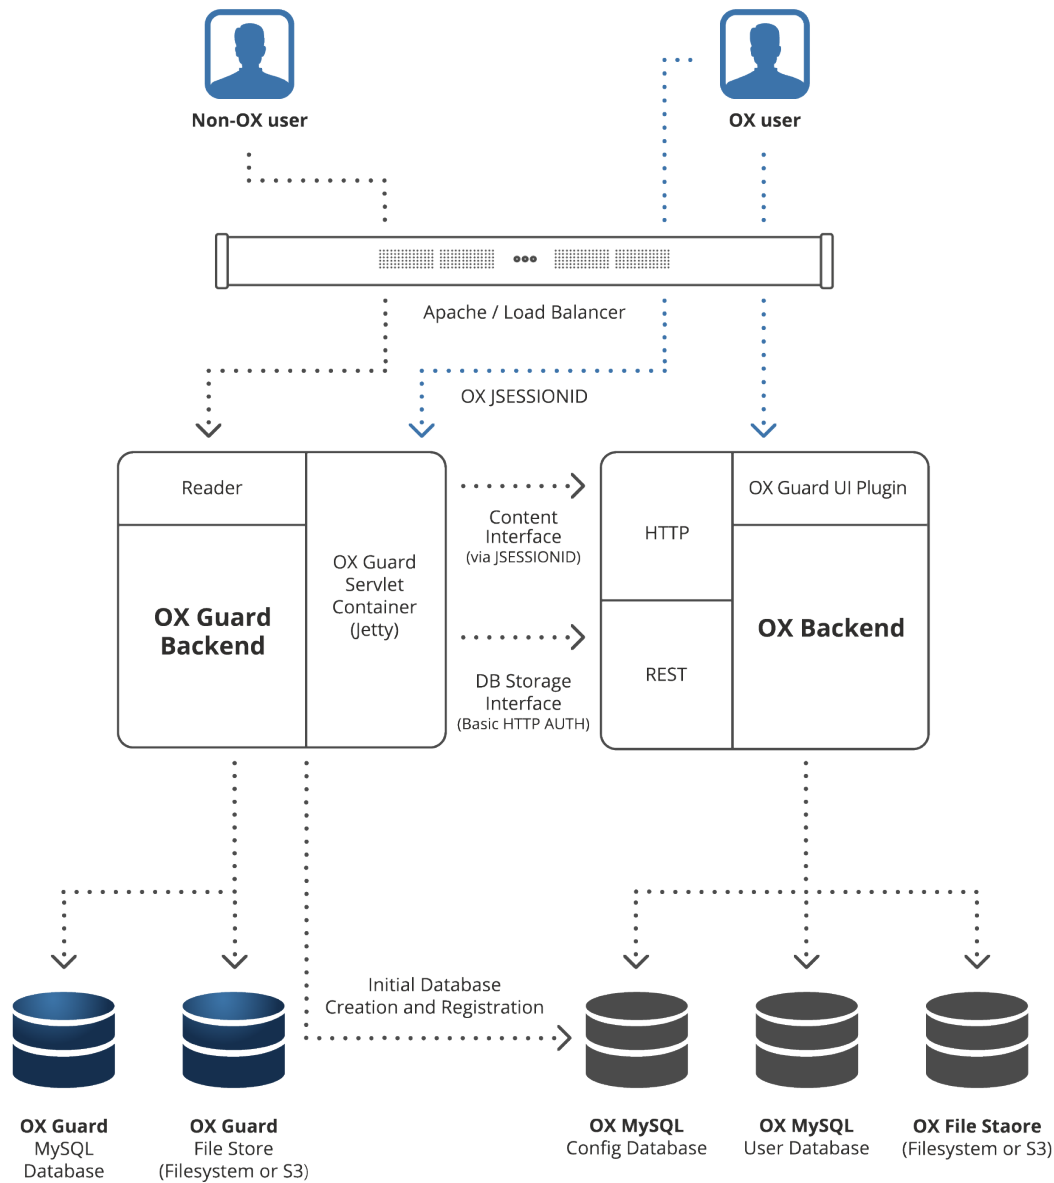 Non-OX user
OX user
Apache / Load Balancer
OX JSESSIONID
Reader
OX Guard
Backend
OX Guard
Servlet
Container
(Jetty)
Content
Interface
(via JSESSIONID)
DB Storage
Interface
(Basic HTTP AUTH)
HTTP
REST
OX Guard UI Plugin
OX Backend
Initial Database
Creation and Registration
OX Guard
MySQL
Database
OX Guard
File Store
(Filesystem or S3)
OX MySQL
Config Database
OX MySQL
User Database
OX File Staore
(Filesystem or S3)